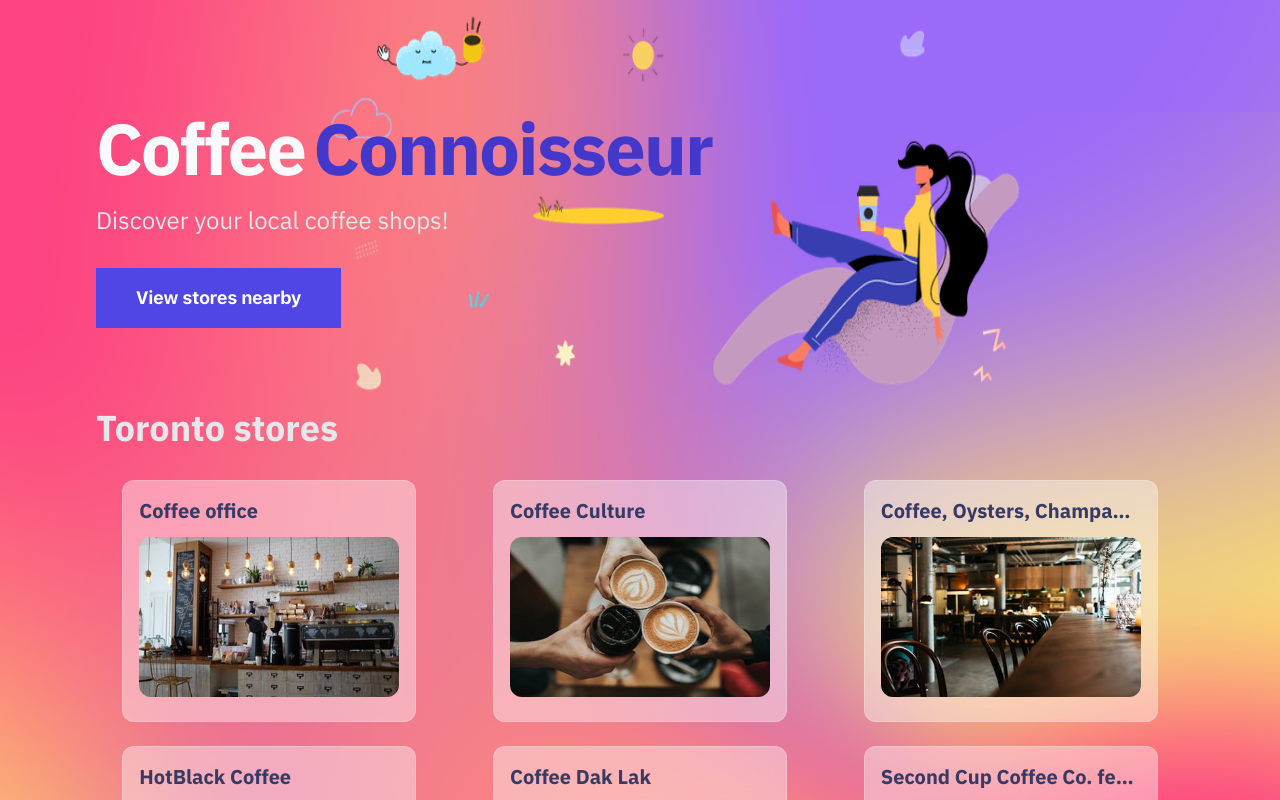 Coffee Connoisseur
Discover your local coffee shops!
View stores nearby
Toronto stores
Coffee office
Coffee Culture
Coffee, Oysters, Champa...
HotBlack Coffee
Coffee Dak Lak
Second Cup Coffee Co. fe...